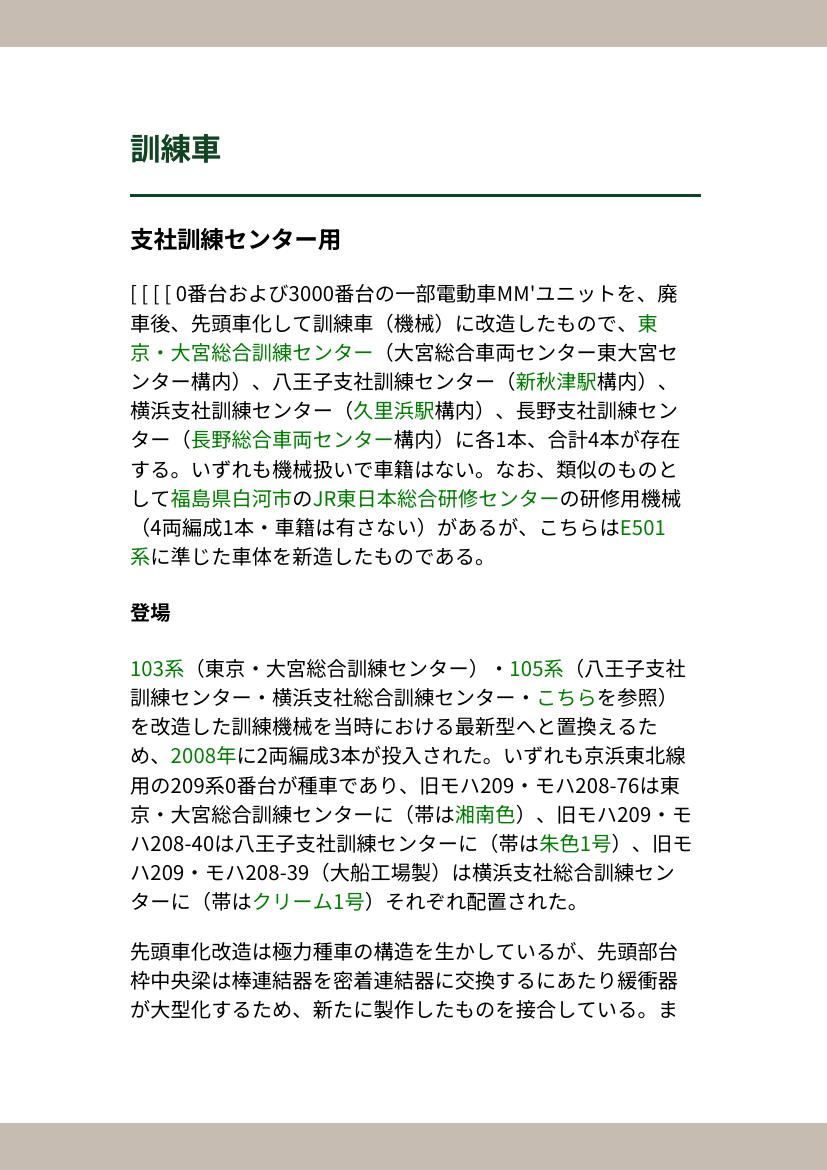 訓練車
支社訓練センター用
[ [ [ [ 0番台および3000番台の一部電動車MM'ユニットを、廃
車後、先頭車化して訓練車（機械）に改造したもので、東
京・大宮総合訓練センター（大宮総合車両センター東大宮セ
ンター構内）、八王子支社訓練センター（新秋津駅構内）、
横浜支社訓練センター（久里浜駅構内）、長野支社訓練セン
ター（長野総合車両センター構内）に各1本、合計4本が存在
する。いずれも機械扱いで車籍はない。なお、類似のものと
して福島県白河市のJR東日本総合研修センターの研修用機械
（4両編成1本・車籍は有さない）があるが、こちらはE501
系に準じた車体を新造したものである。
登場
103系（東京・大宮総合訓練センター）・105系（八王子支社
訓練センター・横浜支社総合訓練センター・こちらを参照）
を改造した訓練機械を当時における最新型へと置換えるた
め、2008年に2両編成3本が投入された。いずれも京浜東北線
用の209系0番台が種車であり、旧モハ209・モハ208-76は東
京・大宮総合訓練センターに（帯は湘南色）、旧モハ209・モ
ハ208-40は八王子支社訓練センターに（帯は朱色1号）、旧モ
ハ209・モハ208-39（大船工場製）は横浜支社総合訓練セン
ターに（帯はクリーム1号）それぞれ配置された。
先頭車化改造は極力種車の構造を生かしているが、先頭部台
枠中央梁は棒連結器を密着連結器に交換するにあたり緩衝器
が大型化するため、新たに製作したものを接合している。ま